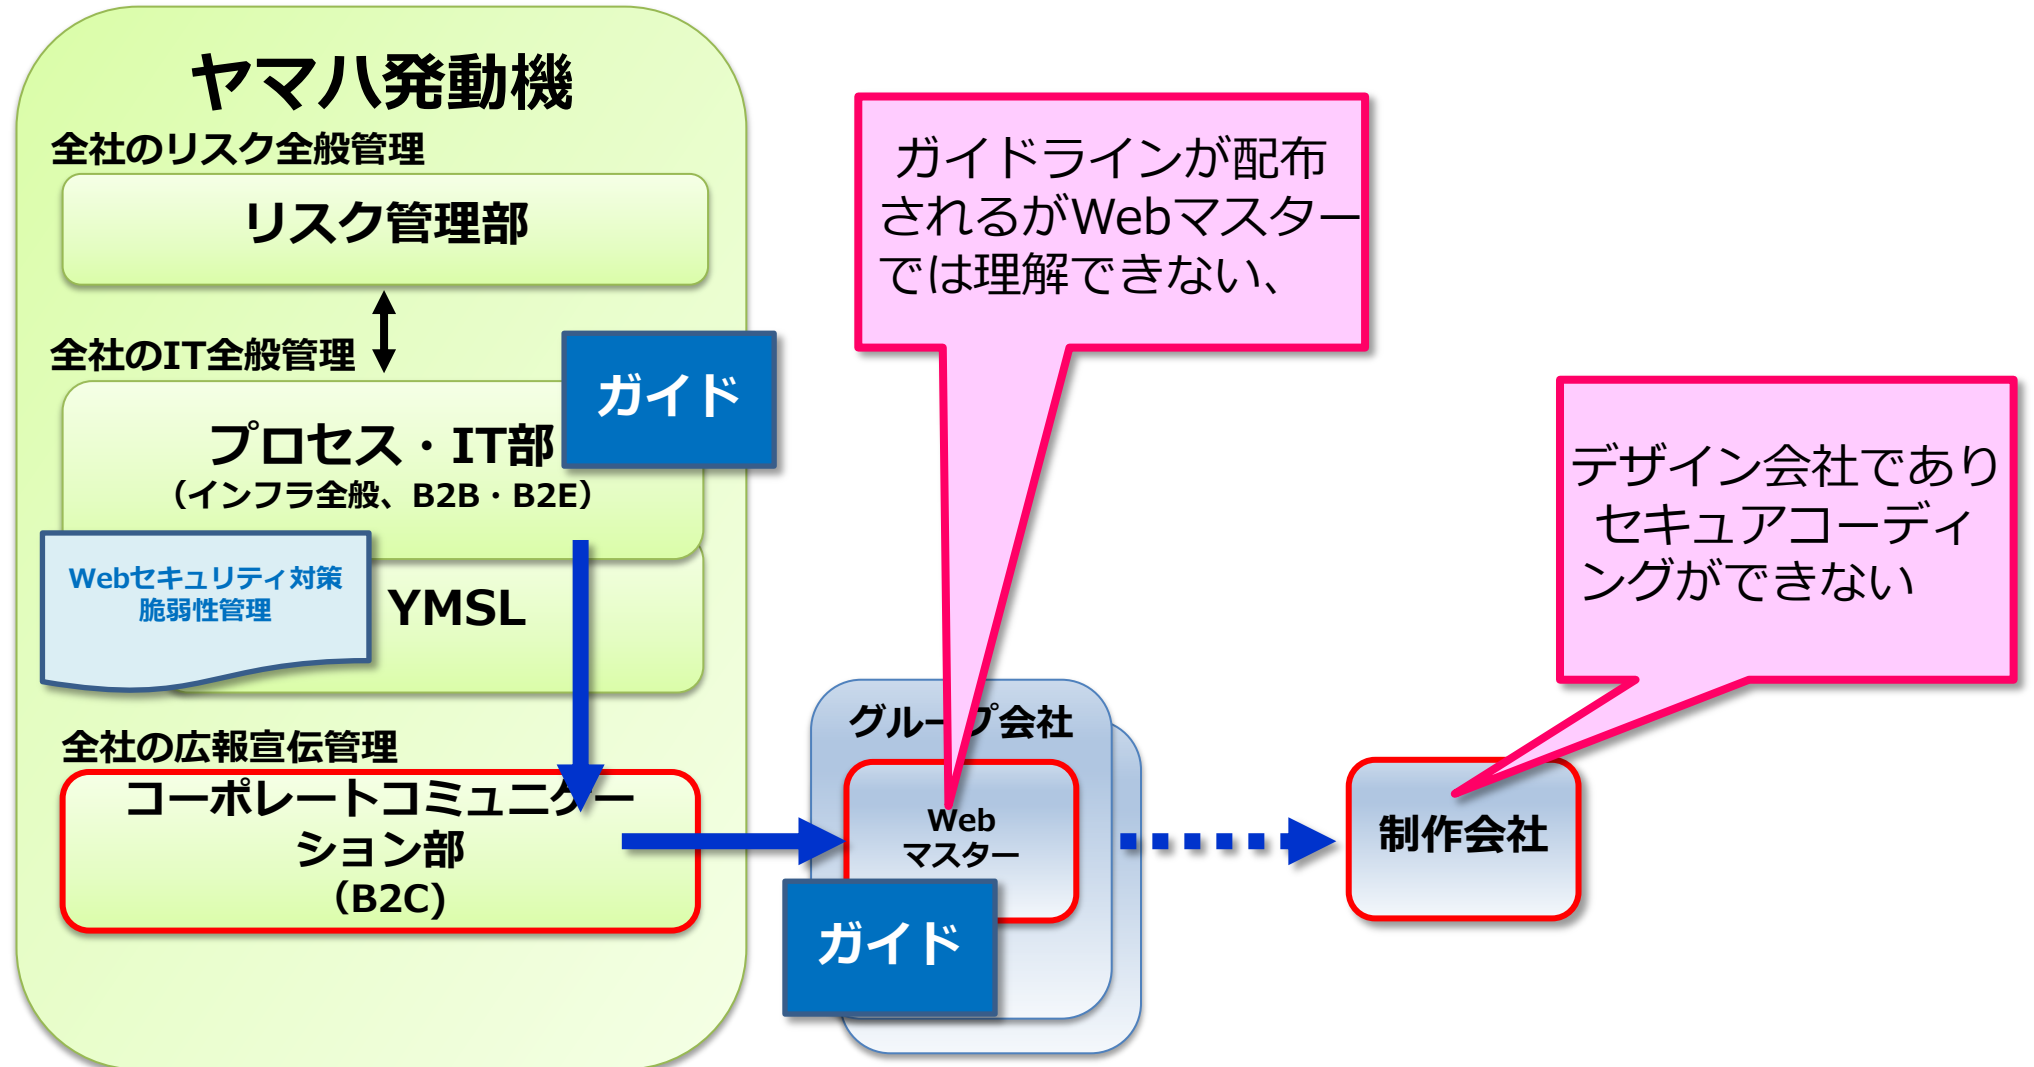 ヤマハ発動機
全社のリスク全般管理
リスク管理部
全社のIT全般管理
ガイド
プロセス・IT部
（インフラ全般、B2B・B2E）
Webセキュリティ対策
脆弱性管理
YMSL
全社の広報宣伝管理
コーポレートコミュニケー
ション部
（B2C)
ガイドラインが配布
されるがWebマスター
では理解できない、
グループ会社
Web
マスター
ガイド
デザイン会社であり
セキュアコーディ
ングができない
制作会社